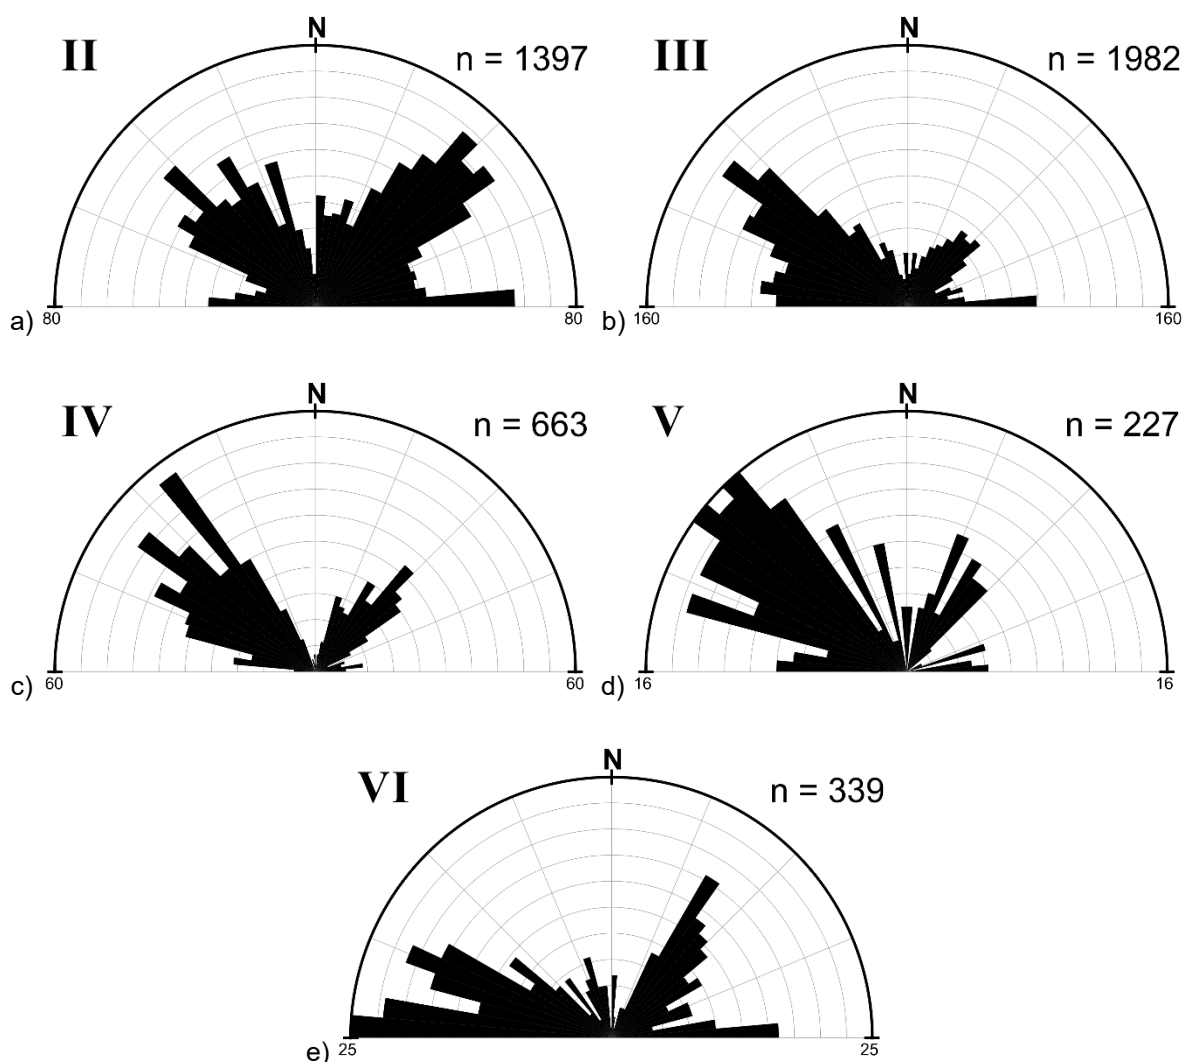 II
N
n = 1397
a) 80
80
III
N
n = 1982
b) 160
160
IV
N
n = 663
c) 60
60
V
N
n = 227
d) 16
16
VI
N
n = 339
e) 25
25